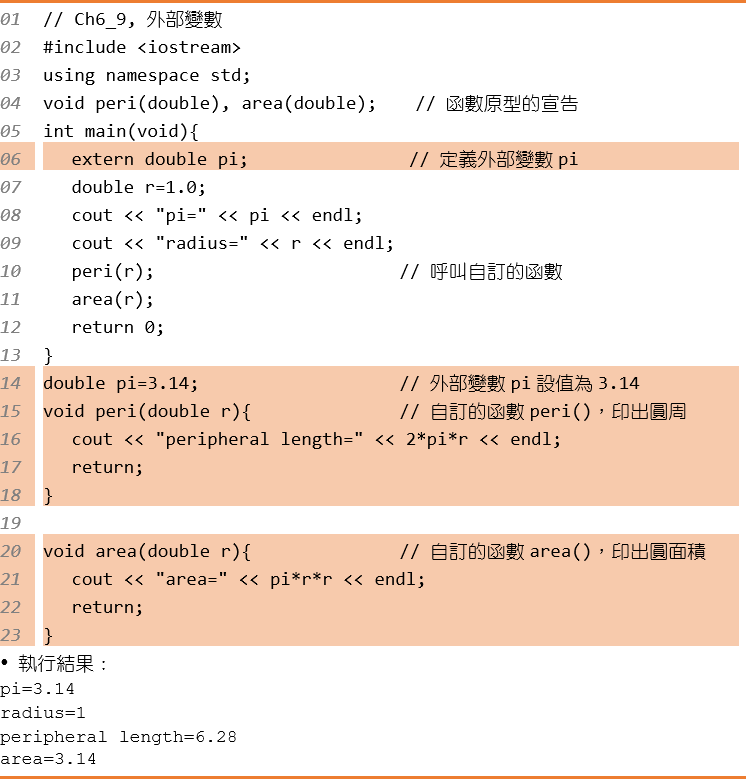 01 // Ch6_9, 外部變數
02 #include <iostream>
03 using namespace std;
04 void peri(double), area(double); // 函數原型的宣告
05 int main(void){
06 extern double pi; // 定義外部變數 pi
07 double r=1.0;
08 cout << "pi=" << pi << endl;
09 cout << "radius=" << r << endl;
10 peri(r); // 呼叫自訂的函數
11 area(r);
12 return 0;
13 }
14 double pi=3.14; // 外部變數 pi 設值為 3.14
15 void peri(double r){ // 自訂的函數 peri()，印出圓周
16 cout << "peripheral length=" << 2*pi*r << endl;
17 return;
18 }
19
20 void area(double r){ // 自訂的函數 area()，印出圓面積
21 cout << "area=" << pi*r*r << endl;
22 return;
23 }
• 執行結果：
pi=3.14
radius=1
peripheral length=6.28
area=3.14